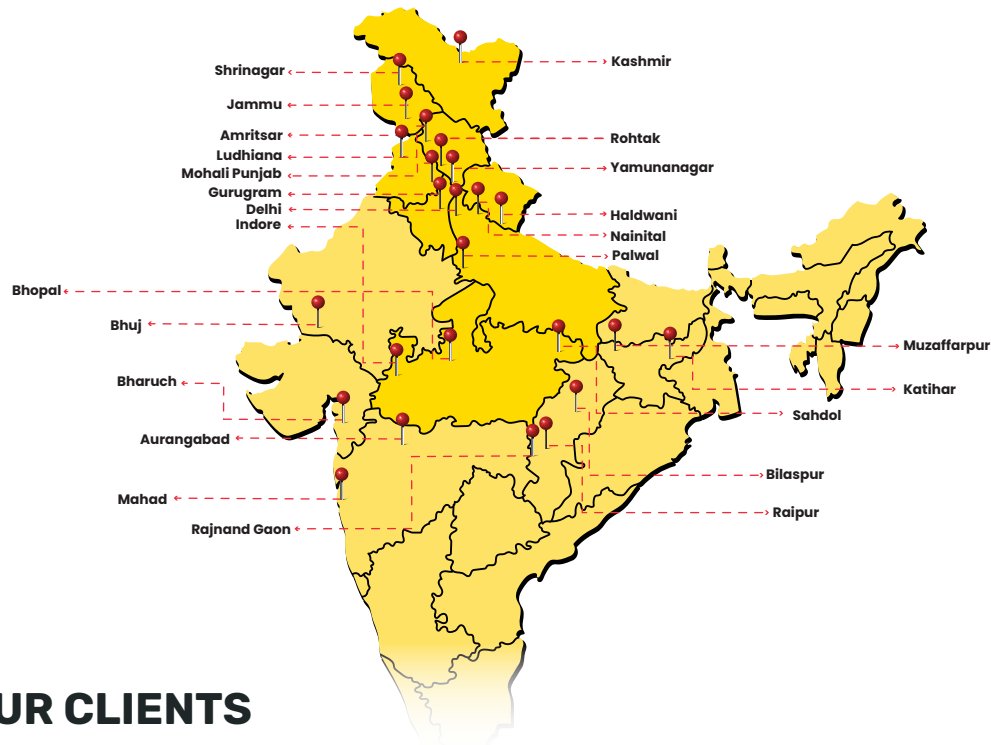 Kashmir
Shrinagar
Jammu
Amritsar
Ludhiana
Mohali Punjab
Gurugram
Delhi
Indore
Rohtak
Yamunanagar
Haldwani
Nainital
Palwal
Bhopal
Bhuj
Bharuch
Aurangabad
Mahad
Rajnand Gaon
Muzaffarpur
Katihar
Sahdol
Bilaspur
Raipur
UR CLIENTS